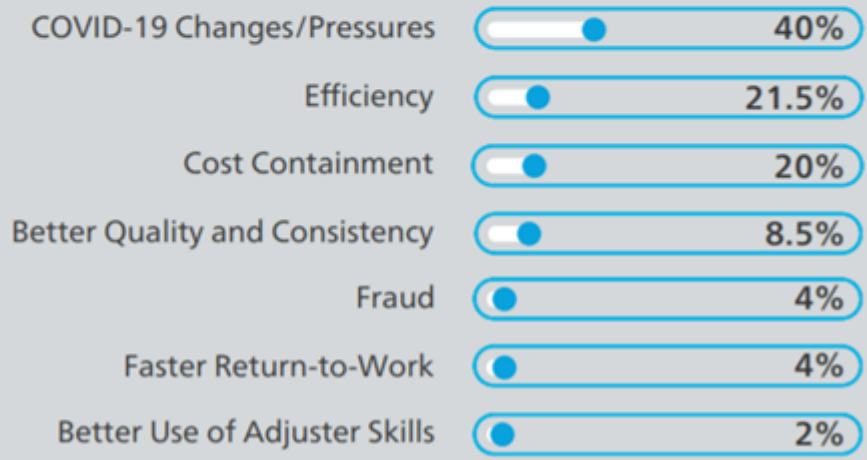 COVID-19 Changes/Pressures 40%
Efficiency 21.5%
Cost Containment 20%
Better Quality and Consistency 8.5%
Fraud 4%
Faster Return-to-Work 4%
Better Use of Adjuster Skills 2%